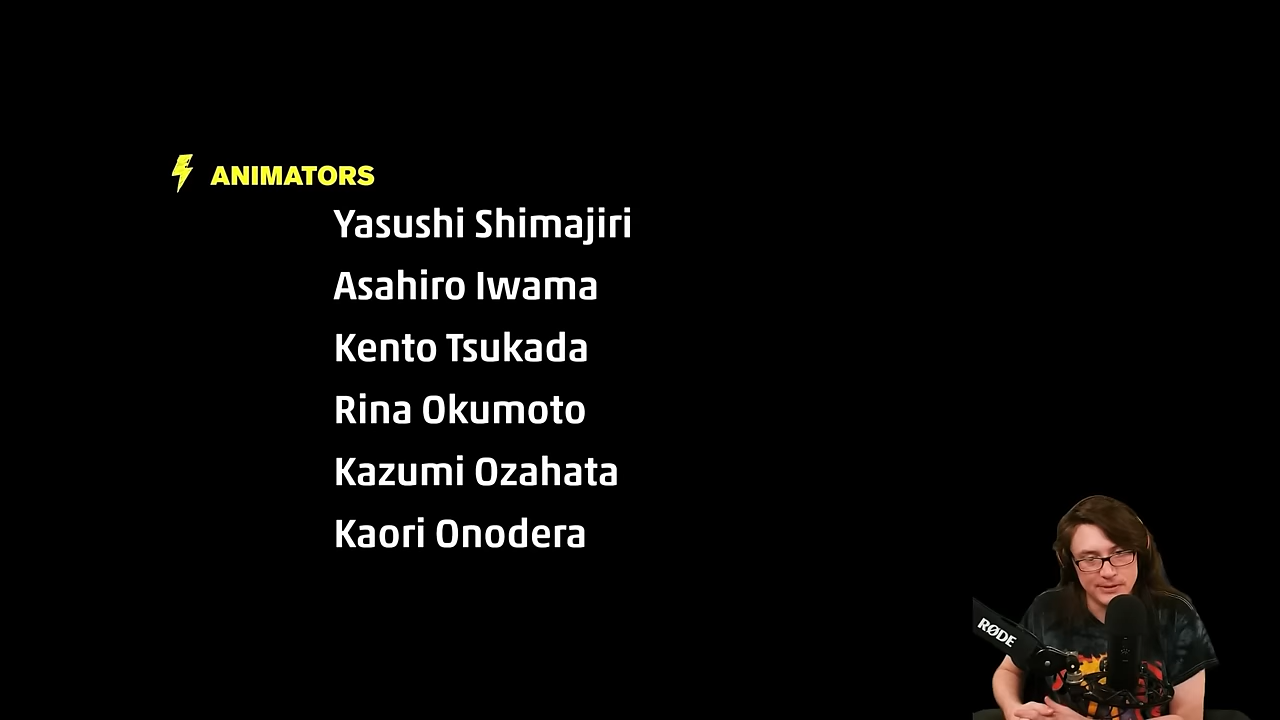 ANIMATORS
Yasushi Shimajiri
Asahiro Iwama
Kento Tsukada
Rina Okumoto
Kazumi Ozahata
Kaori Onodera
RØDE